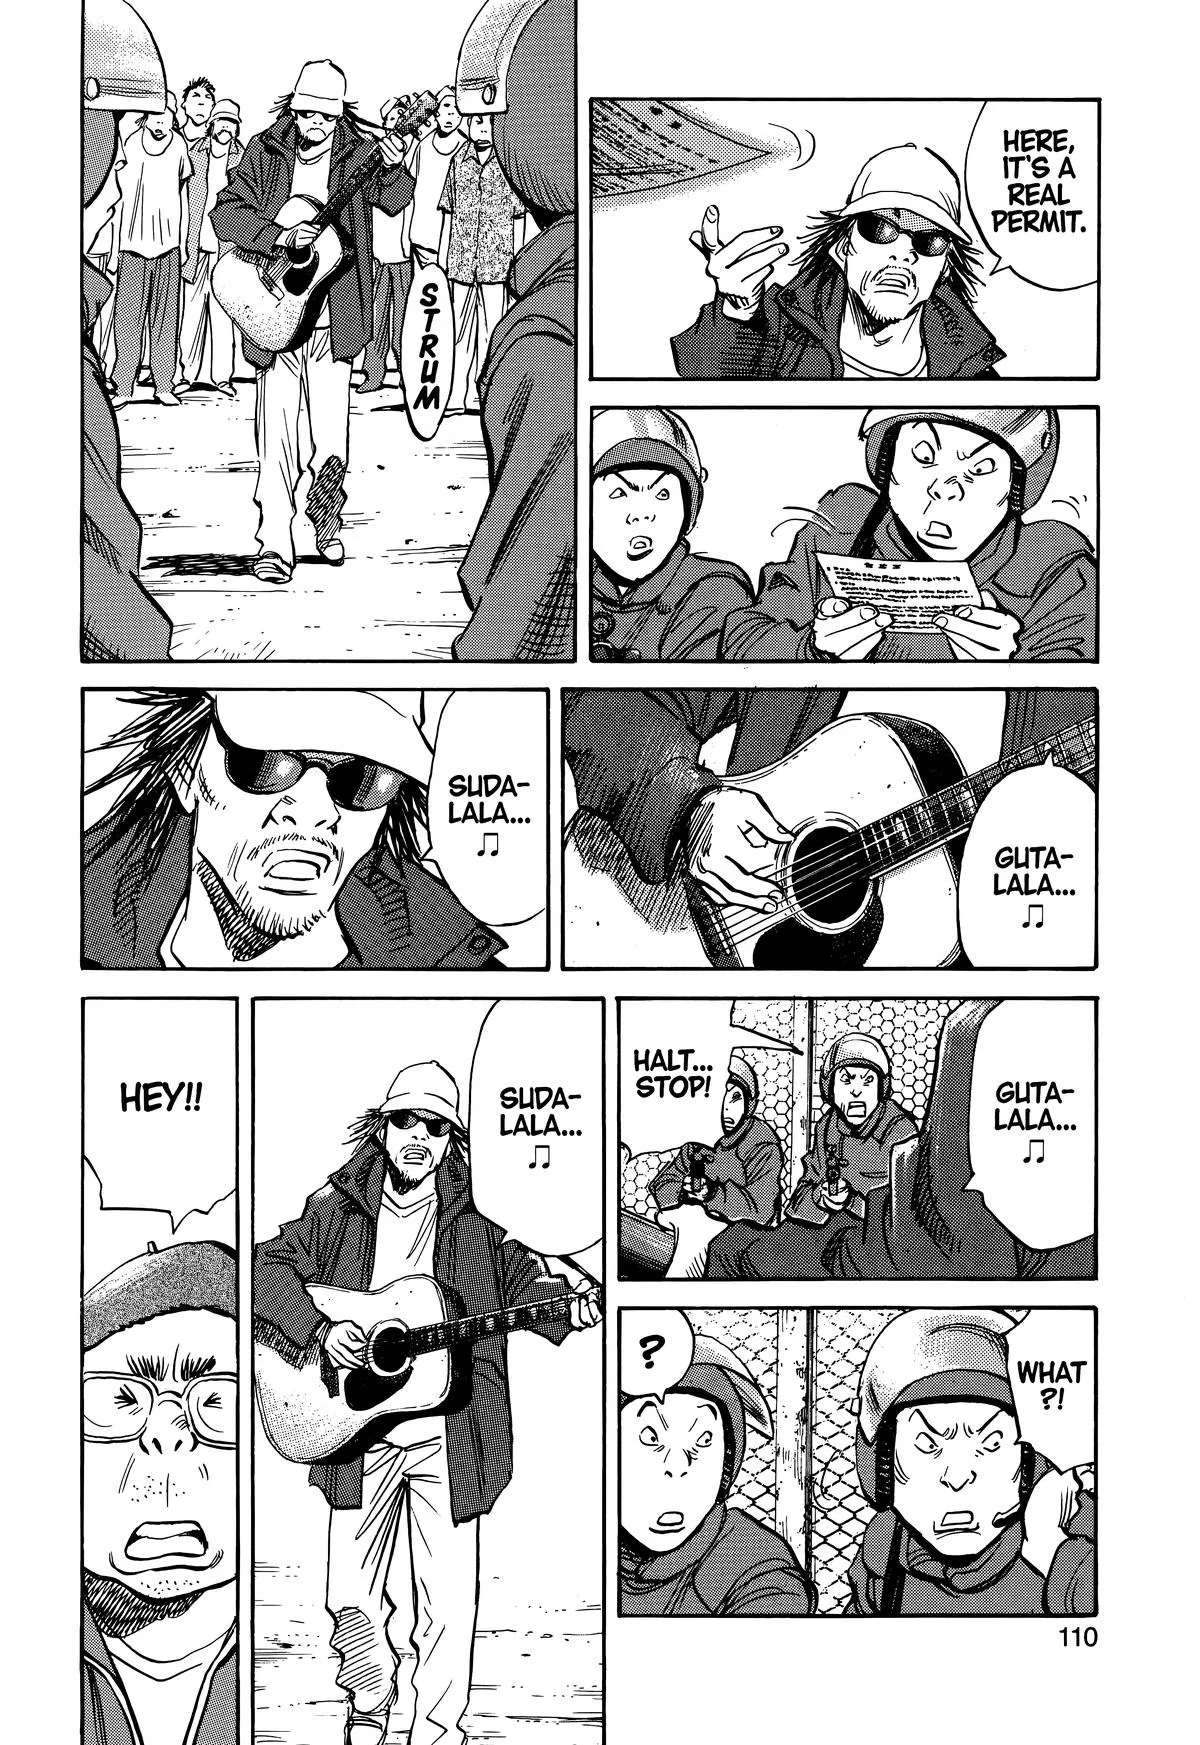 HERE,
IT'S A
REAL
PERMIT.
STRUM
GUTA-
LALA...
♫
SUDA-
LALA...
♫
GUTA-
LALA...
♫
HALT...
STOP!
WHAT
?!
?
SUDA-
LALA...
♫
HEY!!
110